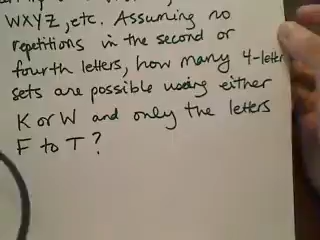 WXYZ, etc. Assuming no
repetitions in the second or
fourth letters, how many 4-letter
sets are possible using either
K or W and only the letters
F to T?